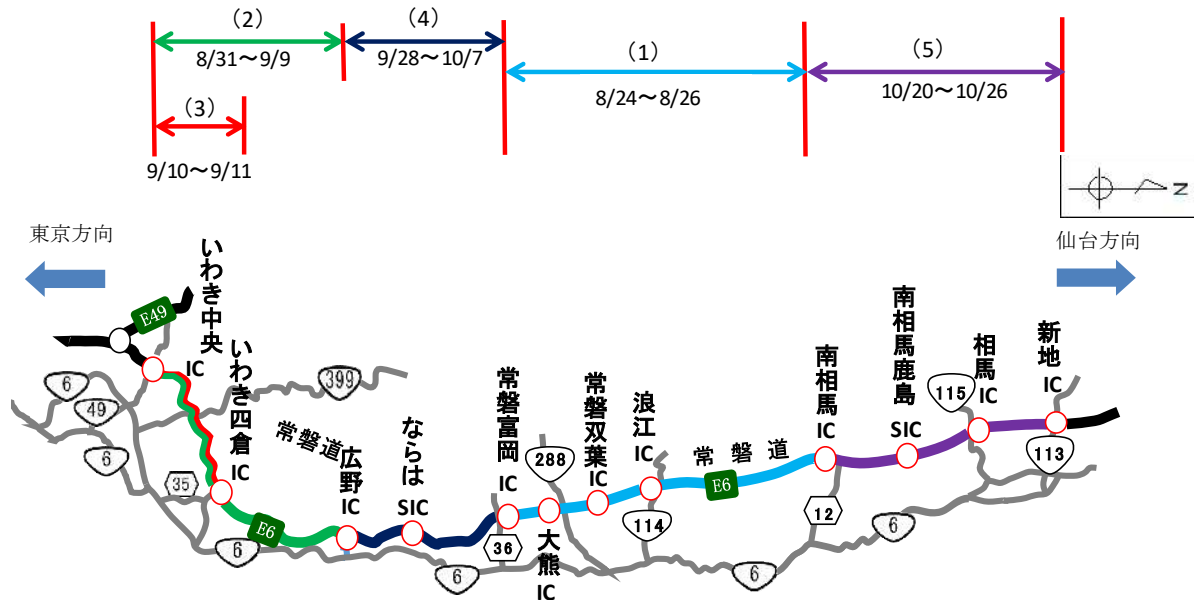 (2)
8/31～9/9
(4)
9/28～10/7
(1)
8/24～8/26
(5)
10/20～10/26
(3)
9/10～9/11
N
東京方向
仙台方向
いわき中央
IC
いわき四倉
IC
常磐道
広野
IC
ならは
SIC
常磐富岡
IC
大熊
IC
常磐双葉
IC
浪江
IC
常磐道
南相馬
IC
南相馬鹿島
SIC
相馬
IC
新地
IC
E49
6
49
6
399
35
E6
6
6
36
288
114
E6
6
12
6
115
113